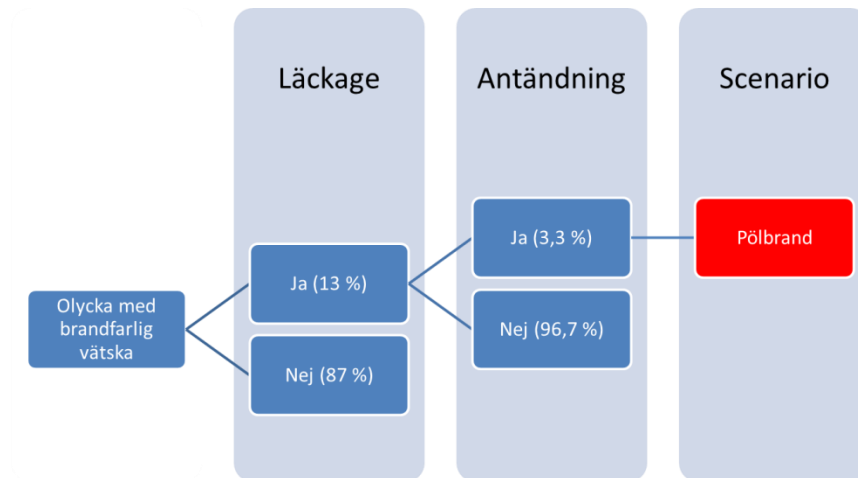 Läckage
Antändning
Scenario
Olycka med
brandfarlig
vätska
Ja (13 %)
Nej (87 %)
Ja (3,3 %)
Nej (96,7 %)
Pölbrand